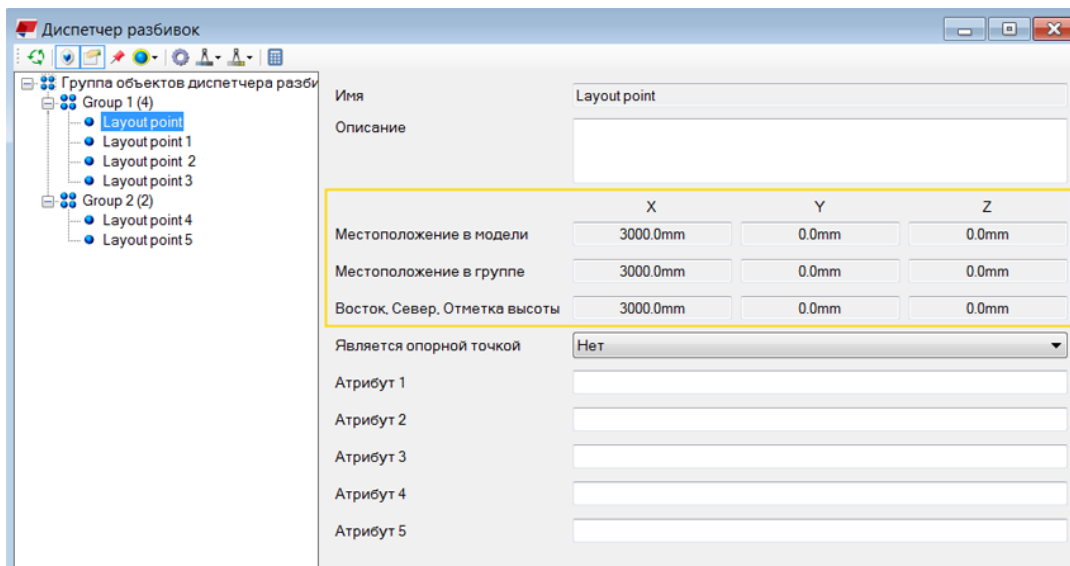 Диспетчер разбивок
Группа объектов диспетчера разби
Group 1 (4)
Layout point
Layout point 1
Layout point 2
Layout point 3
Group 2 (2)
Layout point 4
Layout point 5
Имя Layout point
Описание
X Y Z
Местоположение в модели 3000.0mm 0.0mm 0.0mm
Местоположение в группе 3000.0mm 0.0mm 0.0mm
Восток, Север, Отметка высоты 3000.0mm 0.0mm 0.0mm
Является опорной точкой Нет
Атрибут 1
Атрибут 2
Атрибут 3
Атрибут 4
Атрибут 5